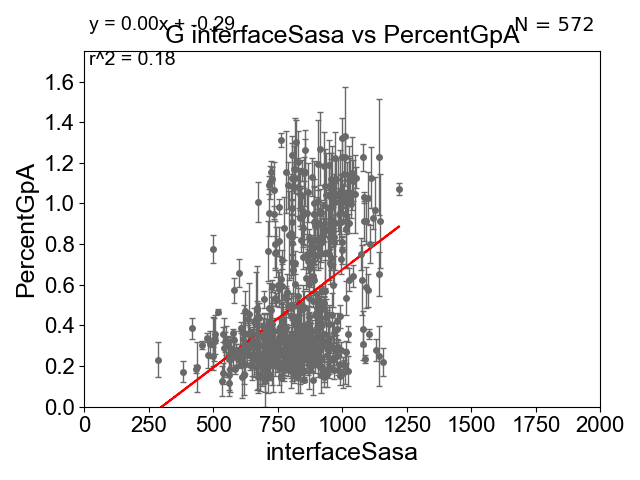 y = 0.00x + -0.29
G interfaceSasa vs PercentGpA
N = 572
r^2 = 0.18
PercentGpA
1.6
1.4
1.2
1.0
0.8
0.6
0.4
0.2
0.0
0 250 500 750 1000 1250 1500 1750 2000
interfaceSasa